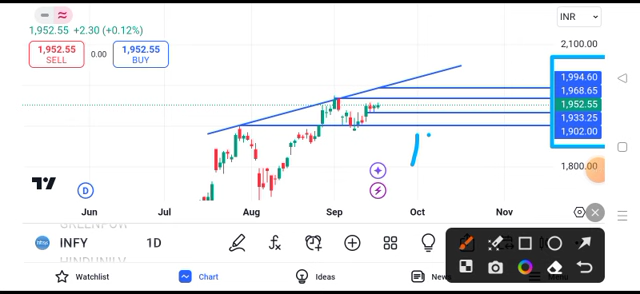 INR
1,952.55 +2.30 (+0.12%)
1,952.55
SELL
0.00
1,952.55
BUY
2,100.00
1,994.60
1,968.65
1,952.55
1,933.25
1,902.00
1,800.00
D
Jun Jul Aug Sep Oct Nov
INFY 1D
Watchlist Chart Ideas News Menu